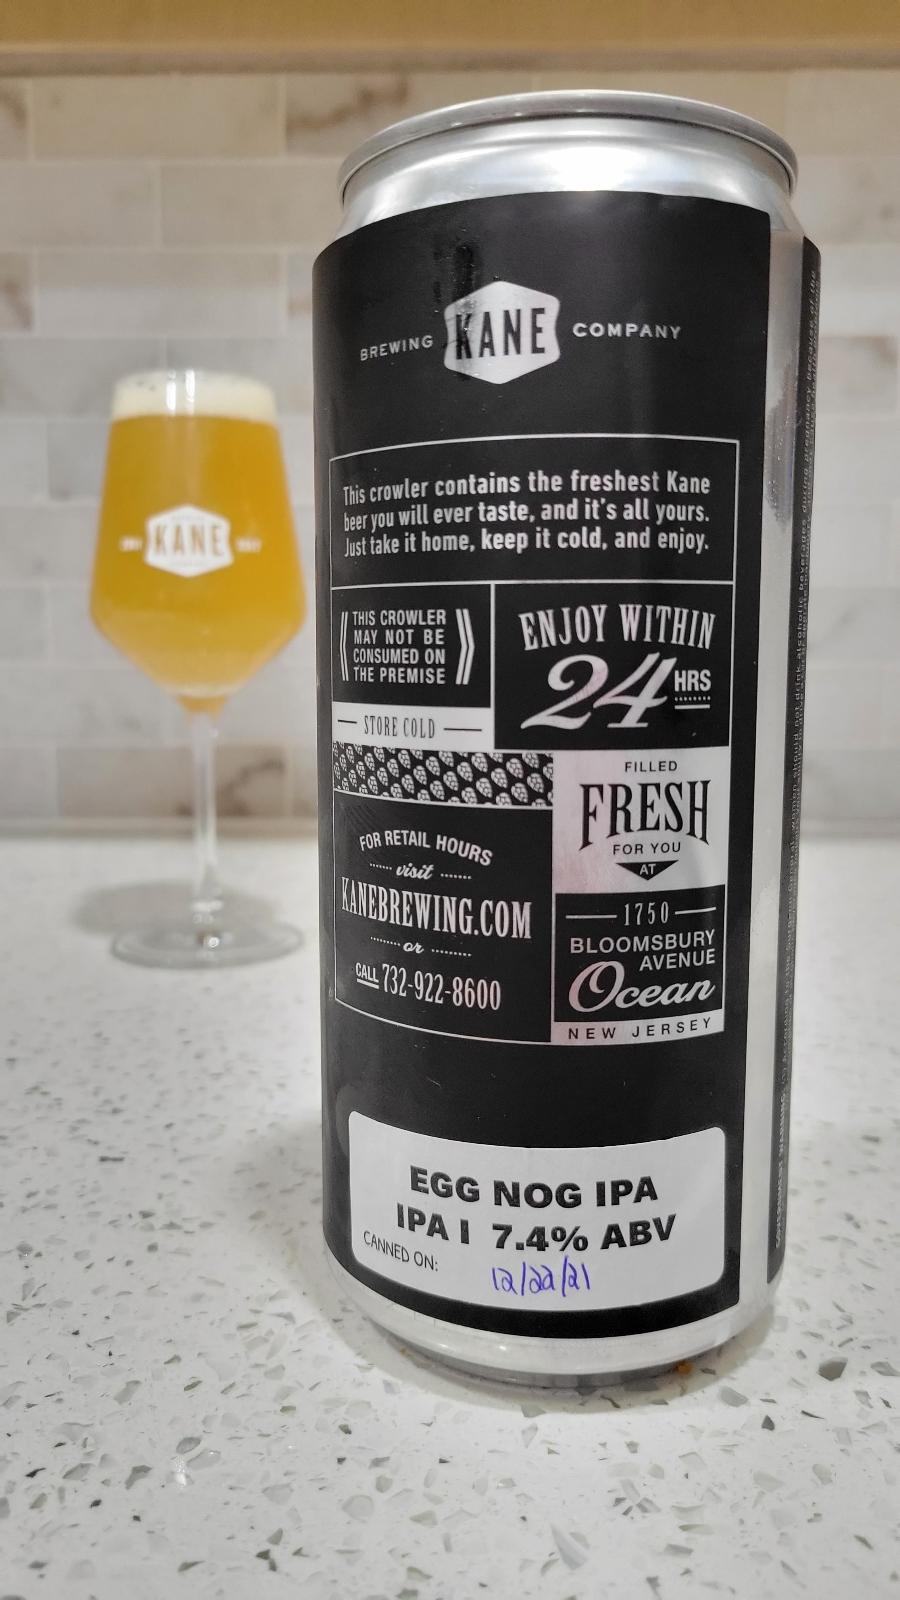 BREWING KANE COMPANY
This crowler contains the freshest Kane
beer you will ever taste, and it's all yours.
Just take it home, keep it cold, and enjoy.
THIS CROWLER
MAY NOT BE
CONSUMED ON
THE PREMISE
STORE COLD
ENJOY WITHIN
24 HRS
FILLED
FRESH
FOR YOU
AT
1750
BLOOMSBURY
AVENUE
Ocean
NEW JERSEY
FOR RETAIL HOURS
visit
KANEBREWING.COM
or
CALL 732-922-8600
EGG NOG IPA
IPA I 7.4% ABV
CANNED ON:
12/22/21
KANE